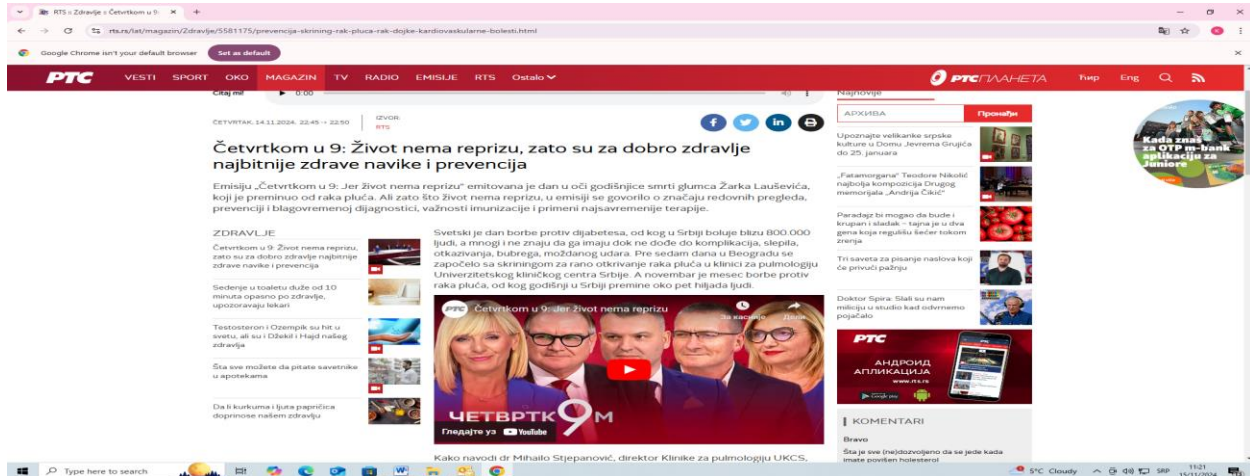 RTS :: Zdravlje :: Četvrtkom u 9:
rts.rs/lat/magazin/Zdravlje/5581175/prevencija-skrining-rak-pluca-rak-dojke-kardiovaskularne-bolesti.html
Google Chrome isn't your default browser
Set as default
РТС
VESTI
SPORT
OKO
MAGAZIN
TV
RADIO
EMISIJE
RTS
Ostalo
РТС ПЛАНЕТА
Ћир
Eng
Čitaj mi!
0:00
ČETVRTAK, 14.11.2024, 22:45 -> 22:50
IZVOR:
RTS
Četvrtkom u 9: Život nema reprizu, zato su za dobro zdravlje
najbitnije zdrave navike i prevencija
Emisiju „Četvrtkom u 9: Jer život nema reprizu“ emitovana je dan u oči godišnjice smrti glumca Žarka Lauševića,
koji je preminuo od raka pluća. Ali zato što život nema reprizu, u emisiji se govorilo o značaju redovnih pregleda,
prevenciji i blagovremenoj dijagnostici, važnosti imunizacije i primeni najsavremenije terapije.
ZDRAVLJE
Četvrtkom u 9: Život nema reprizu,
zato su za dobro zdravlje najbitnije
zdrave navike i prevencija
Sedenje u toaletu duže od 10
minuta opasno po zdravlje,
upozoravaju lekari
Testosteron i Ozempik su hit u
svetu, ali su i Džekil i Hajd našeg
zdravlja
Šta sve možete da pitate savetnike
u apotekama
Da li kurkuma i ljuta papričica
doprinose našem zdravlju
Svetski je dan borbe protiv dijabetesa, od kog u Srbiji boluje blizu 800.000
ljudi, a mnogi i ne znaju da ga imaju dok ne dođe do komplikacija, slepila,
otkazivanja, bubrega, moždanog udara. Pre sedam dana u Beogradu se
započelo sa skriningom za rano otkrivanje raka pluća u klinici za pulmologiju
Univerzitetskog kliničkog centra Srbije. A novembar je mesec borbe protiv
raka pluća, od kog godišnji u Srbiji premine oko pet hiljada ljudi.
РТС
Četvrtkom u 9: Jer život nema reprizu
За касније
Дели
ЧЕТВРТКОМ 9
Гледајте уз YouTube
Kako navodi dr Mihailo Stjepanović, direktor Klinike za pulmologiju UKCS,
Najnovije
АРХИВА
Пронађи
Upoznajte velikanke srpske
kulture u Domu Jevrema Grujića
do 25. januara
„Fatamorgana“ Teodore Nikolić
najbolja kompozicija Drugog
memorijala „Andrija Čikić“
Paradajz bi mogao da bude i
krupan i sladak – tajna je u dva
gena koja regulišu šećer tokom
zrenja
Tri saveta za pisanje naslova koji
će privući pažnju
Doktor Spira: Slali su nam
miliciju u studio kad odvrnemo
pojačalo
РТС
АНДРОИД
АПЛИКАЦИЈА
www.rts.rs
Google play
KOMENTARI
Bravo
Šta je sve (ne)dozvoljeno da se jede kada
imate povišen holesterol
Kada znaš
za OTP m-bank
aplikaciju za
Juniore
Type here to search
5°C Cloudy
SRP
11:21
15/11/2024